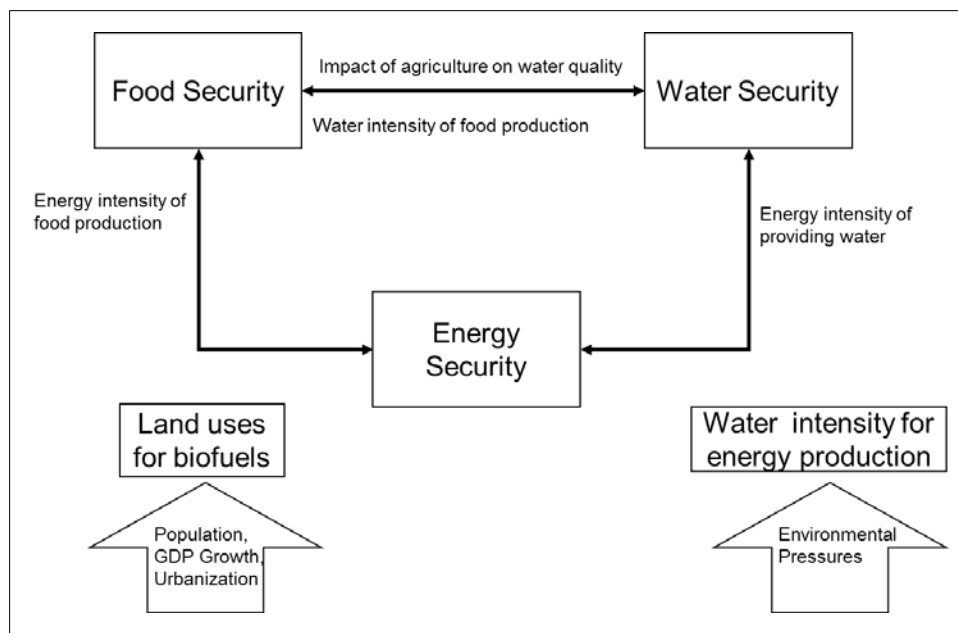 Food Security
Impact of agriculture on water quality
Water Security
Water intensity of food production
Energy intensity of
food production
Energy intensity of
providing water
Energy
Security
Land uses
for biofuels
Water intensity for
energy production
Population,
GDP Growth,
Urbanization
Environmental
Pressures